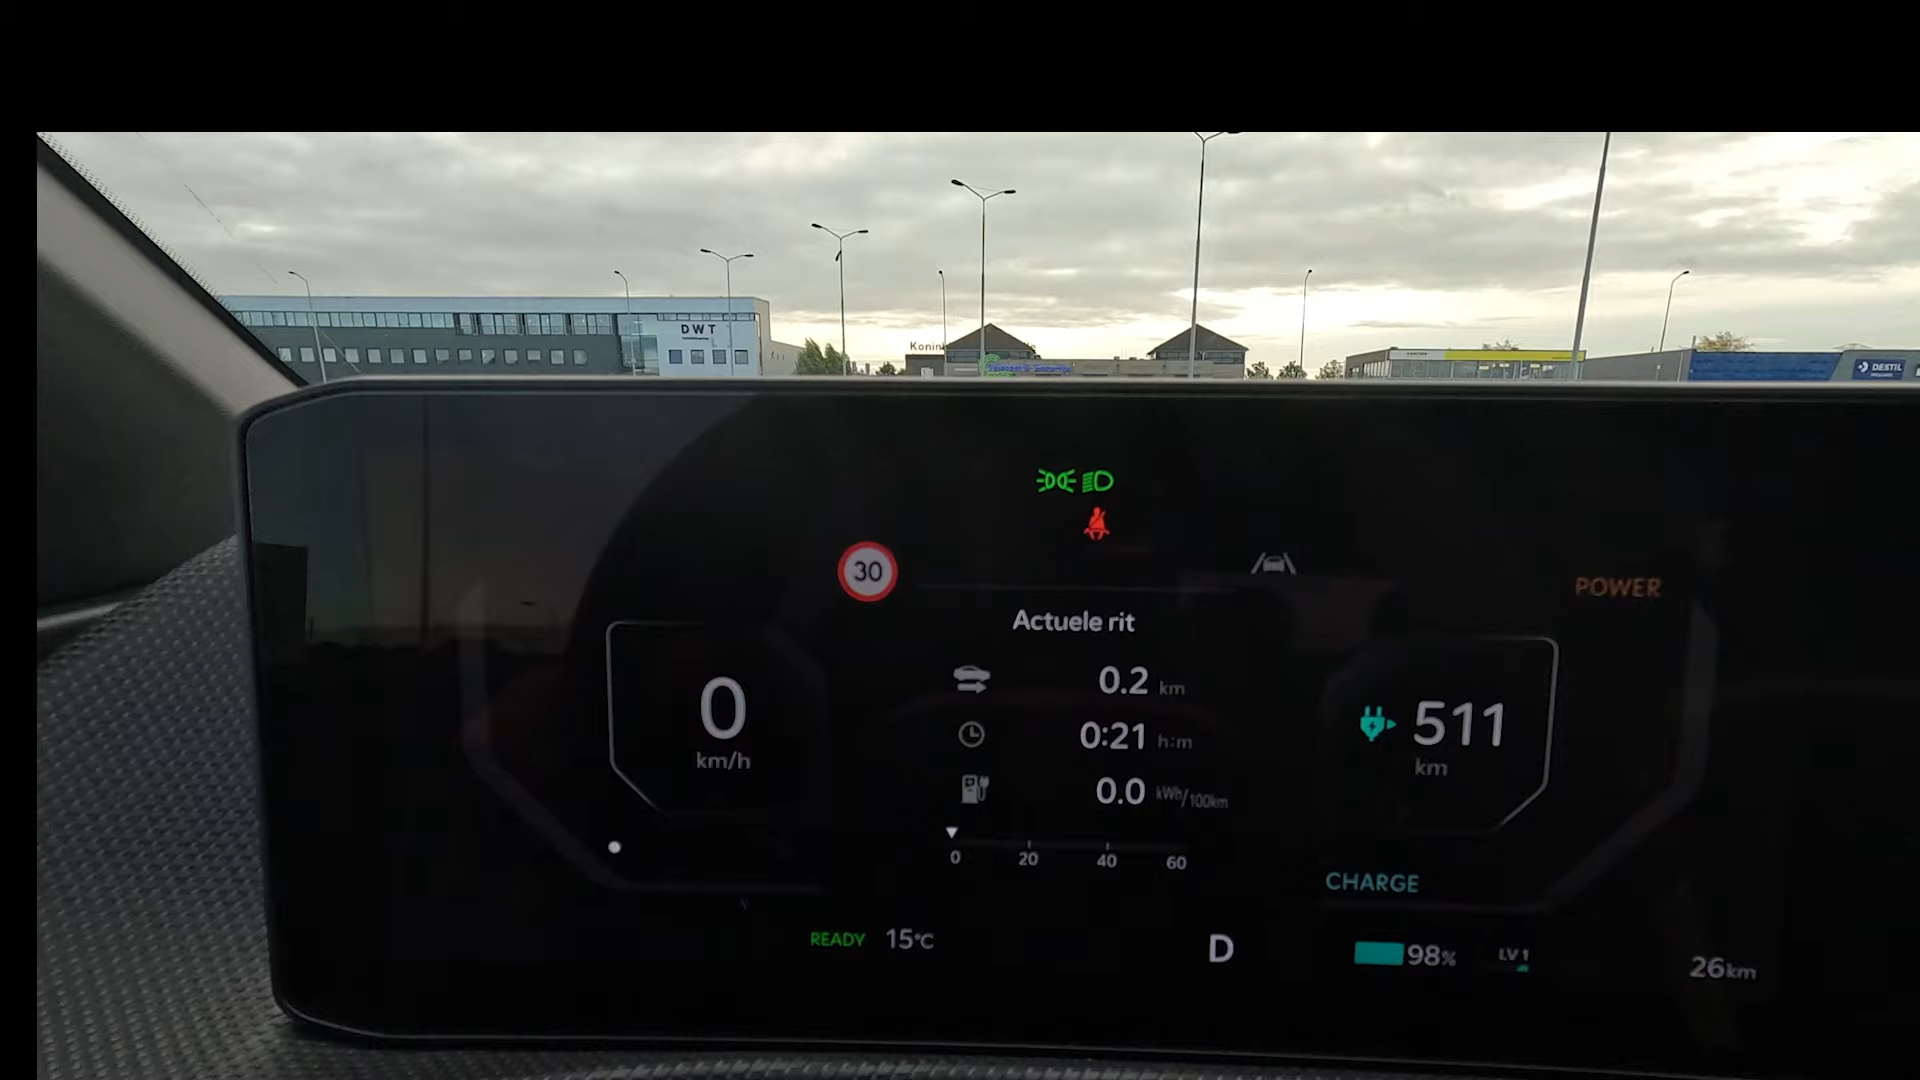 DWT
DESTIL
30
POWER
Actuele rit
0.2 km
0
km/h
0:21 h:m
511
km
0.0 kWh/100km
0 20 40 60
CHARGE
READY 15°C
D
98%
LV1
26km